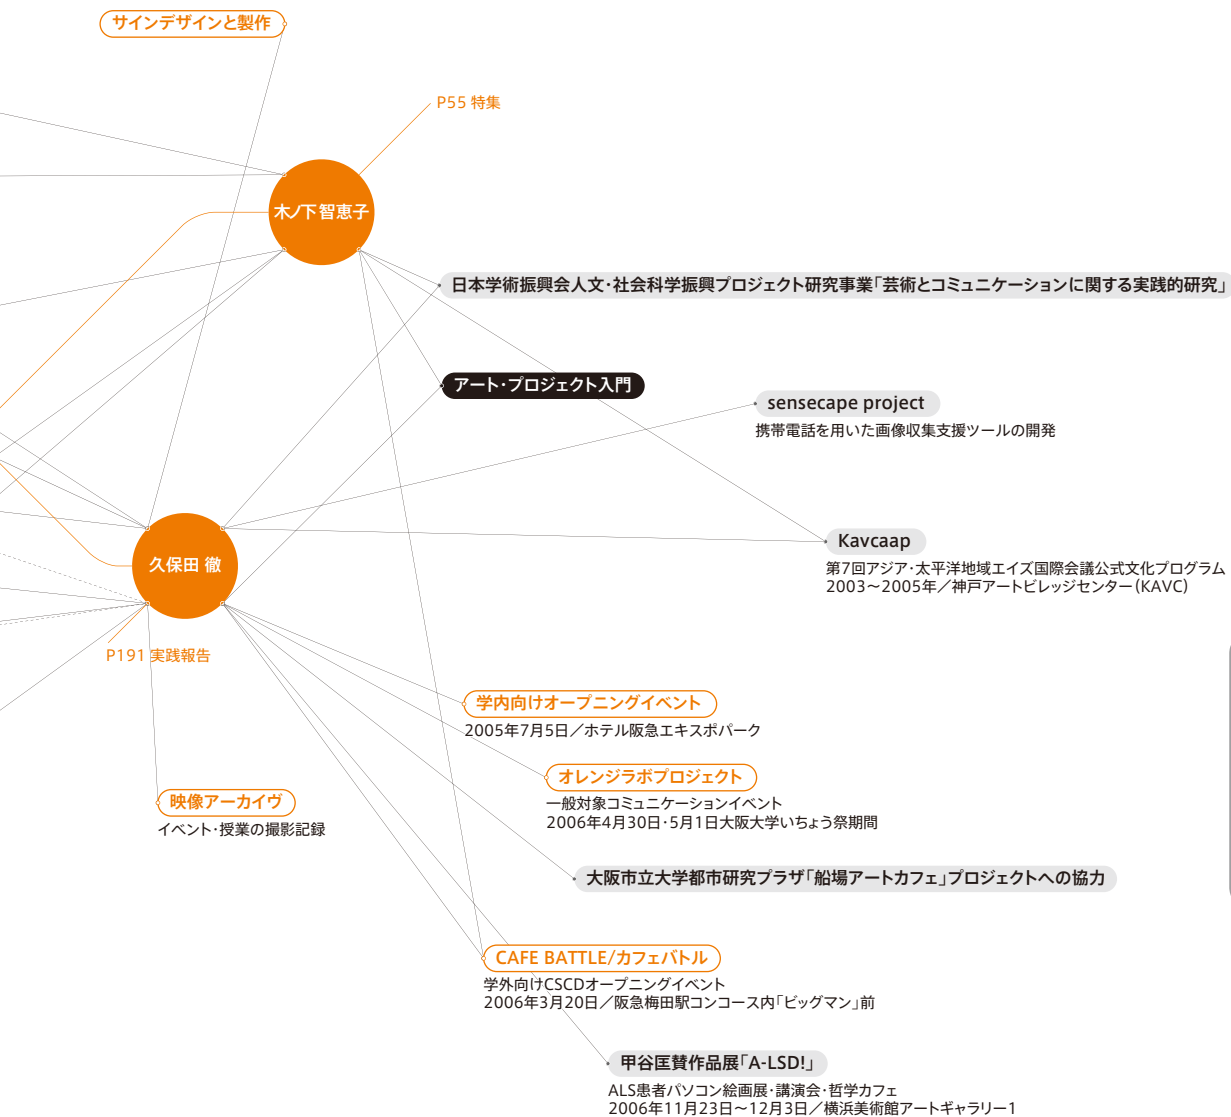 サインデザインと製作
P55 特集
木ノ下智恵子
日本学術振興会人文・社会科学振興プロジェクト研究事業「芸術とコミュニケーションに関する実践的研究」
アート・プロジェクト入門
sensecape project
携帯電話を用いた画像収集支援ツールの開発
Kavcaap
第7回アジア・太平洋地域エイズ国際会議公式文化プログラム
2003〜2005年／神戸アートビレッジセンター（KAVC）
久保田 徹
P191 実践報告
学内向けオープニングイベント
2005年7月5日／ホテル阪急エキスポパーク
オレンジラボプロジェクト
一般対象コミュニケーションイベント
2006年4月30日・5月1日大阪大学いちょう祭期間
映像アーカイヴ
イベント・授業の撮影記録
大阪市立大学都市研究プラザ「船場アートカフェ」プロジェクトへの協力
CAFE BATTLE/カフェバトル
学外向けCSCDオープニングイベント
2006年3月20日／阪急梅田駅コンコース内「ビッグマン」前
甲谷匡賛作品展「A-LSD!」
ALS患者パソコン絵画展・講演会・哲学カフェ
2006年11月23日〜12月3日／横浜美術館アートギャラリー1